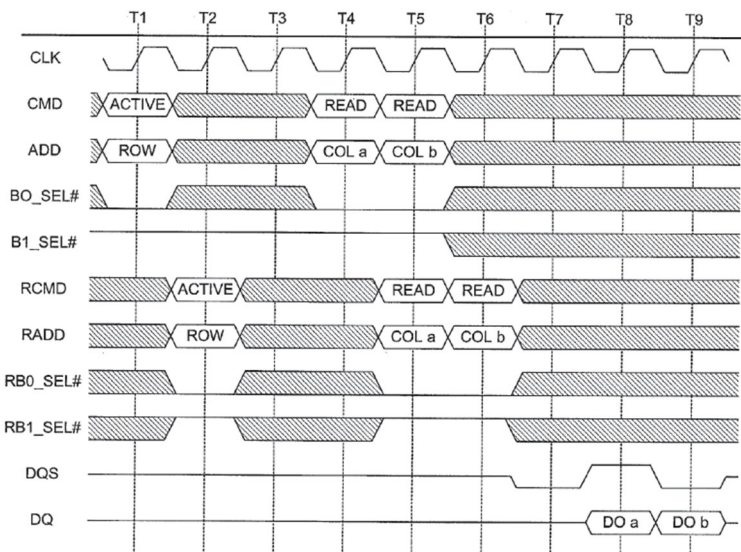 T1 T2 T3 T4 T5 T6 T7 T8 T9
CLK
CMD ACTIVE READ READ
ADD ROW COL a COL b
BO_SEL#
B1_SEL#
RCMD ACTIVE READ READ
RADD ROW COL a COL b
RB0_SEL#
RB1_SEL#
DQS
DQ DO a DO b